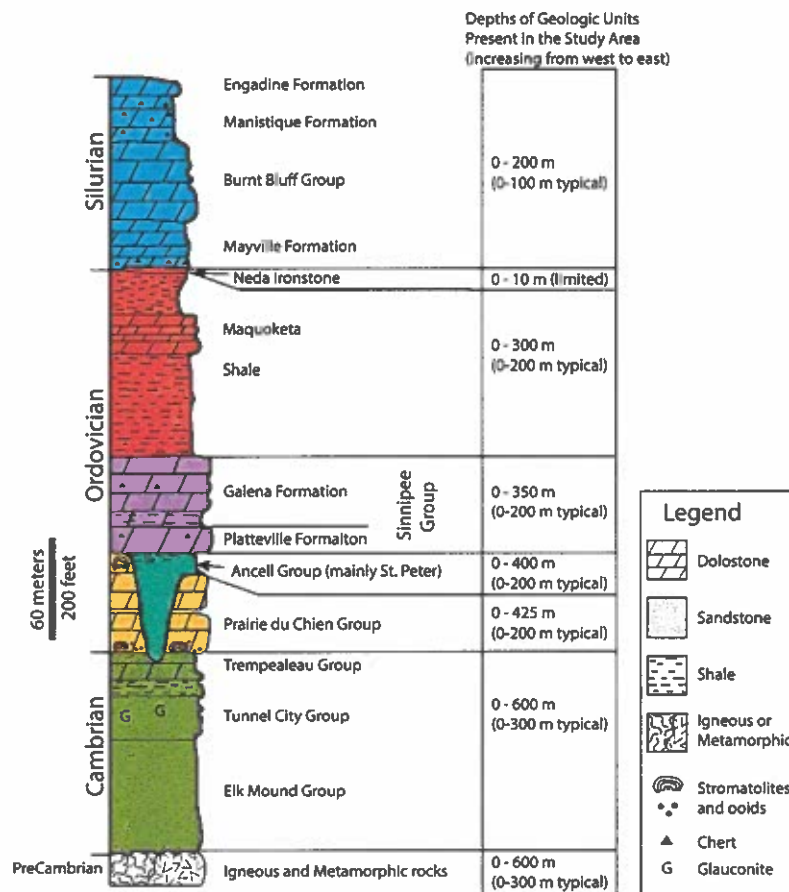 Depths of Geologic Units
Present in the Study Area
(increasing from west to east)
Silurian
Engadine Formation
Manistique Formation
Burnt Bluff Group
Mayville Formation
0 - 200 m
(0-100 m typical)
Neda Ironstone
0 - 10 m (limited)
Ordovician
Maquoketa
Shale
0 - 300 m
(0-200 m typical)
Galena Formation
Platteville Formalton
Sinnipee
Group
0 - 350 m
(0-200 m typical)
Ancell Group (mainly St. Peter)
0 - 400 m
(0-200 m typical)
Prairie du Chien Group
0 - 425 m
(0-200 m typical)
60 meters
200 feet
Cambrian
Trempealeau Group
G G
Tunnel City Group
Elk Mound Group
0 - 600 m
(0-300 m typical)
PreCambrian
Igneous and Metamorphic rocks
0 - 600 m
(0-300 m typical)
Legend
Dolostone
Sandstone
Shale
Igneous or
Metamorphic
Stromatolites
and ooids
Chert
G Glauconite